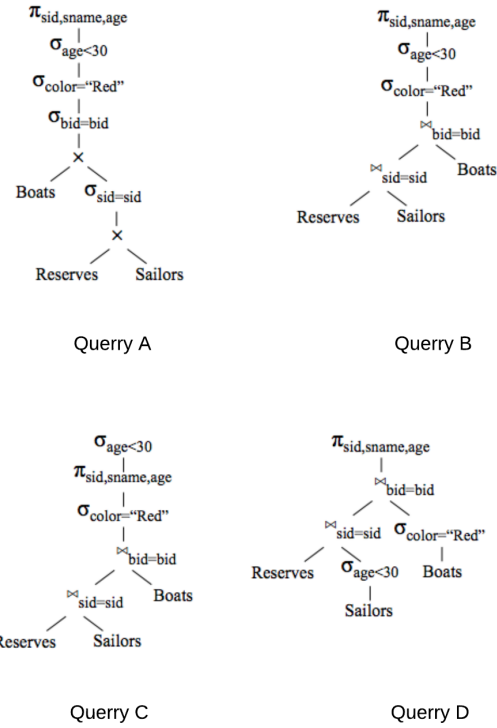 πsid,sname,age
σage<30
σcolor=“Red”
σbid=bid
×
Boats σsid=sid
×
Reserves Sailors
Querry A
πsid,sname,age
σage<30
σcolor=“Red”
⋈bid=bid
⋈sid=sid Boats
Reserves Sailors
Querry B
σage<30
πsid,sname,age
σcolor=“Red”
⋈bid=bid
⋈sid=sid Boats
Reserves Sailors
Querry C
πsid,sname,age
⋈bid=bid
⋈sid=sid σcolor=“Red”
Reserves σage<30 Boats
Sailors
Querry D